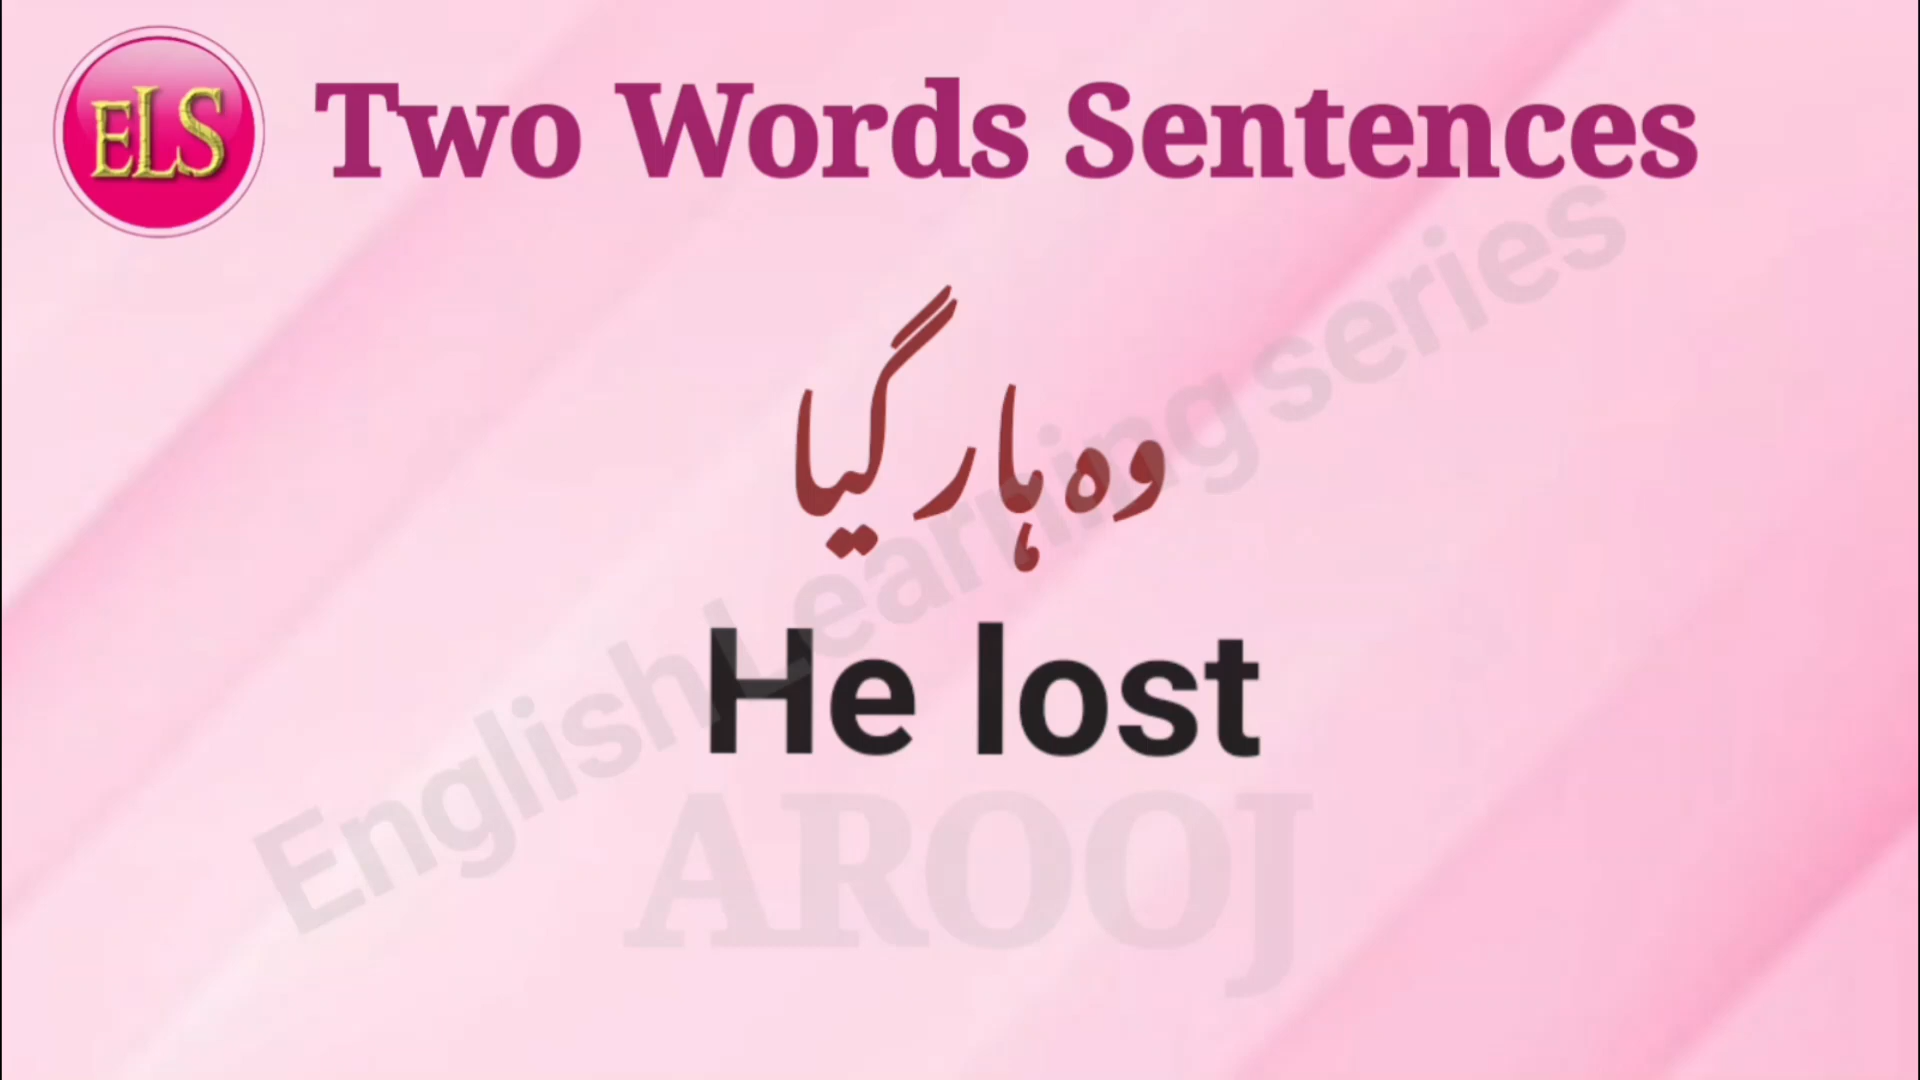 ELS
Two Words Sentences
وہ ہار گیا
He lost
English Learning series
AROOJ